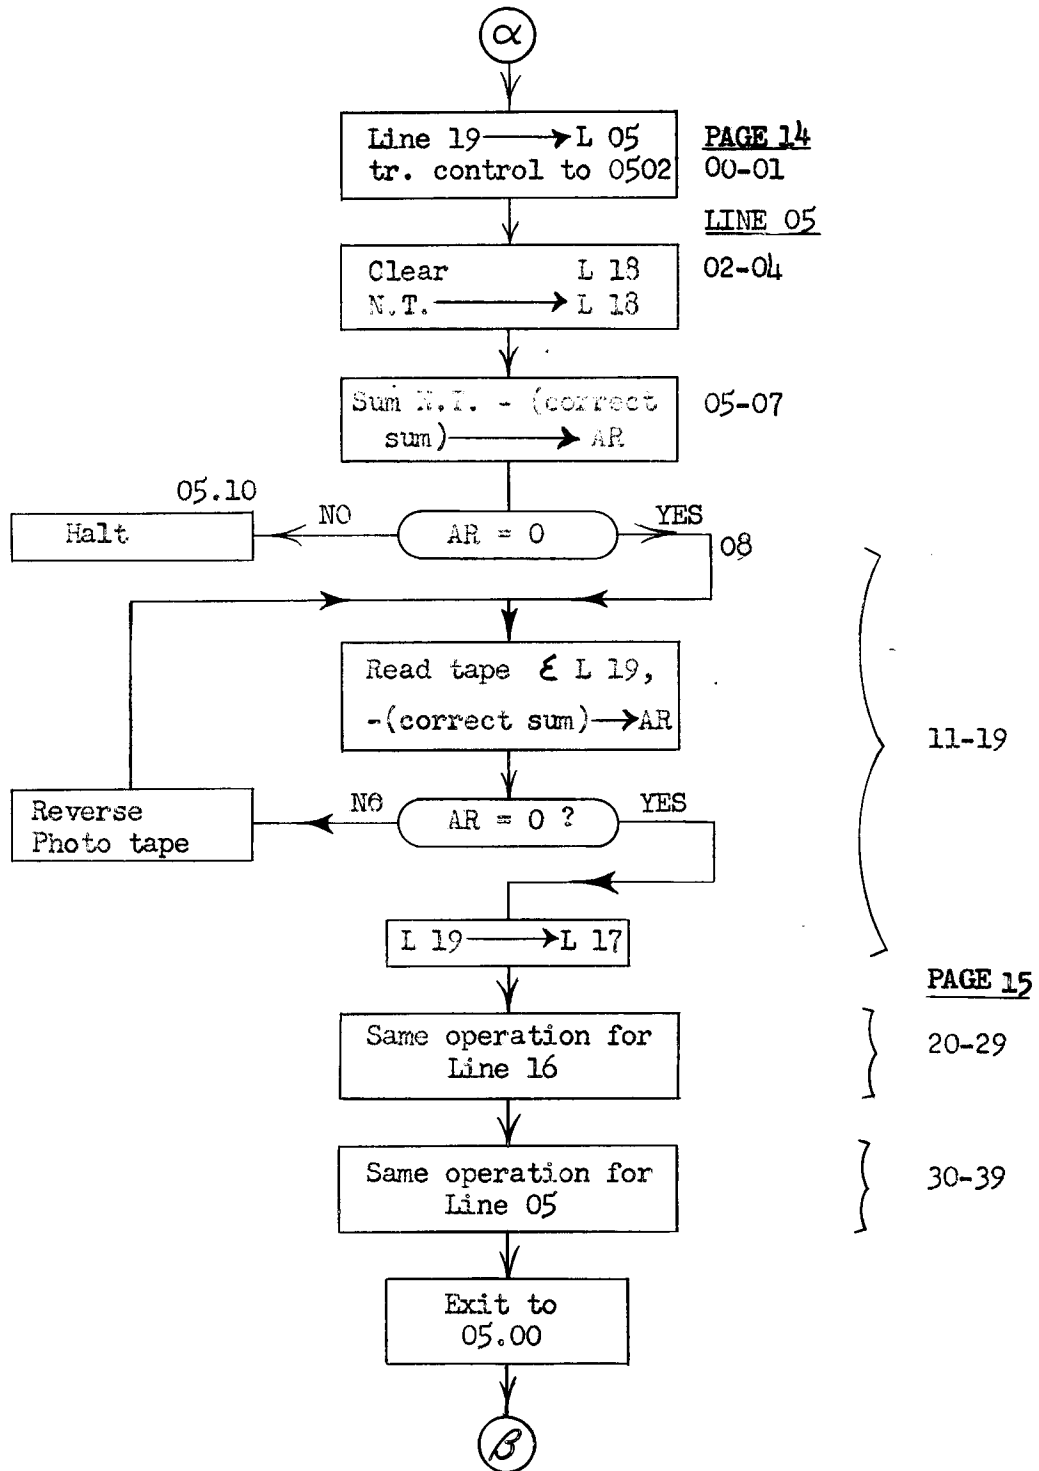 α
Line 19 → L 05
tr. control to 0502
PAGE 14
00-01
LINE 05
Clear L 18
N.T. → L 18
02-04
Sum N.T. - (correct
sum) → AR
05-07
05.10
Halt
NO
AR = 0
YES
08
Read tape Ɛ L 19,
-(correct sum) → AR
11-19
Reverse
Photo tape
NO
AR = 0 ?
YES
L 19 → L 17
PAGE 15
Same operation for
Line 16
20-29
Same operation for
Line 05
30-39
Exit to
05.00
β